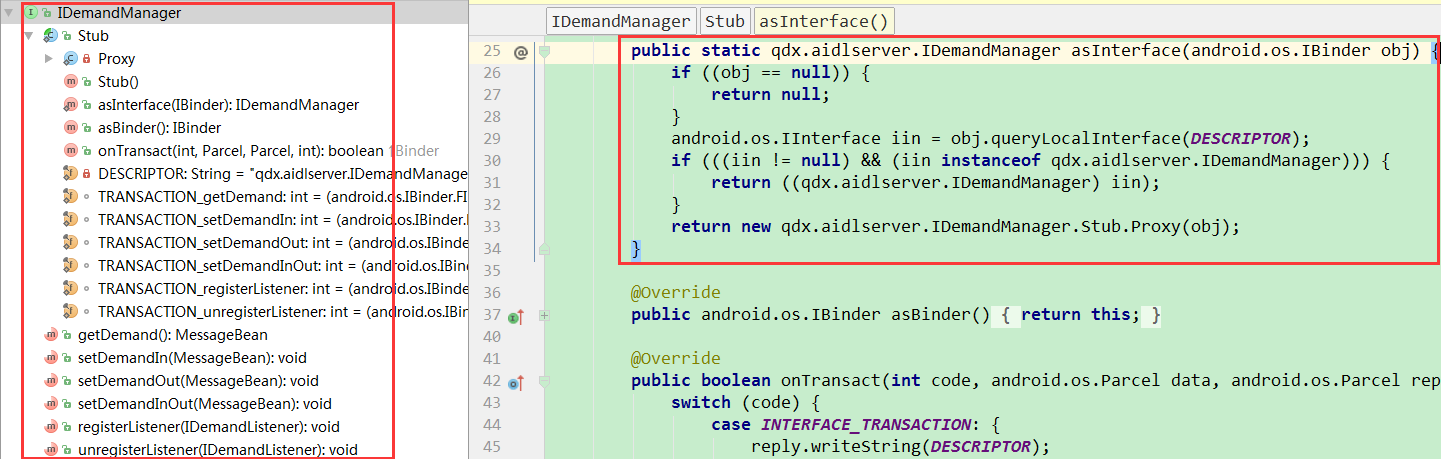 IDemandManager
Stub
Proxy
Stub()
asInterface(IBinder): IDemandManager
asBinder(): IBinder
onTransact(int, Parcel, Parcel, int): boolean ↑Binder
DESCRIPTOR: String = "qdx.aidlserver.IDemandManage
TRANSACTION_getDemand: int = (android.os.IBinder.FI
TRANSACTION_setDemandIn: int = (android.os.IBinder.
TRANSACTION_setDemandOut: int = (android.os.IBinde
TRANSACTION_setDemandInOut: int = (android.os.IBin
TRANSACTION_registerListener: int = (android.os.IBinde
TRANSACTION_unregisterListener: int = (android.os.IBin
getDemand(): MessageBean
setDemandIn(MessageBean): void
setDemandOut(MessageBean): void
setDemandInOut(MessageBean): void
registerListener(IDemandListener): void
unregisterListener(IDemandListener): void
IDemandManager Stub asInterface()
25 @ public static qdx.aidlserver.IDemandManager asInterface(android.os.IBinder obj) {
26 if ((obj == null)) {
27 return null;
28 }
29 android.os.IInterface iin = obj.queryLocalInterface(DESCRIPTOR);
30 if (((iin != null) && (iin instanceof qdx.aidlserver.IDemandManager))) {
31 return ((qdx.aidlserver.IDemandManager) iin);
32 }
33 return new qdx.aidlserver.IDemandManager.Stub.Proxy(obj);
34 }
35
36 @Override
37 public android.os.IBinder asBinder() { return this; }
40
41 @Override
42 public boolean onTransact(int code, android.os.Parcel data, android.os.Parcel rep
43 switch (code) {
44 case INTERFACE_TRANSACTION: {
45 reply.writeString(DESCRIPTOR);